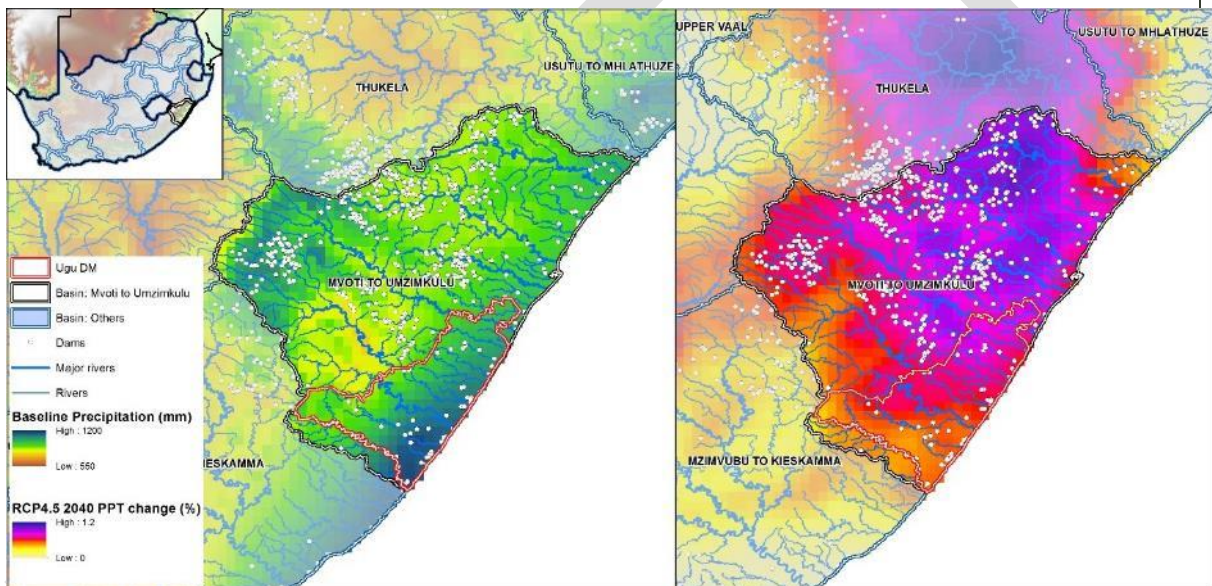 UPPER VAAL
USUTU TO MHLATHUZE
THUKELA
USUTU TO MHLATHUZE
THUKELA
MVOTI TO UMZIMKULU
MVOTI TO UMZIMKULU
Ugu DM
Basin: Mvoti to Umzimkulu
Basin: Others
Dams
Major rivers
Rivers
Baseline Precipitation (mm)
High : 1200
Low : 550
KIESKAMMA
MZIMVUBU TO KIESKAMMA
RCP4.5 2040 PPT change (%)
High : 1.2
Low : 0